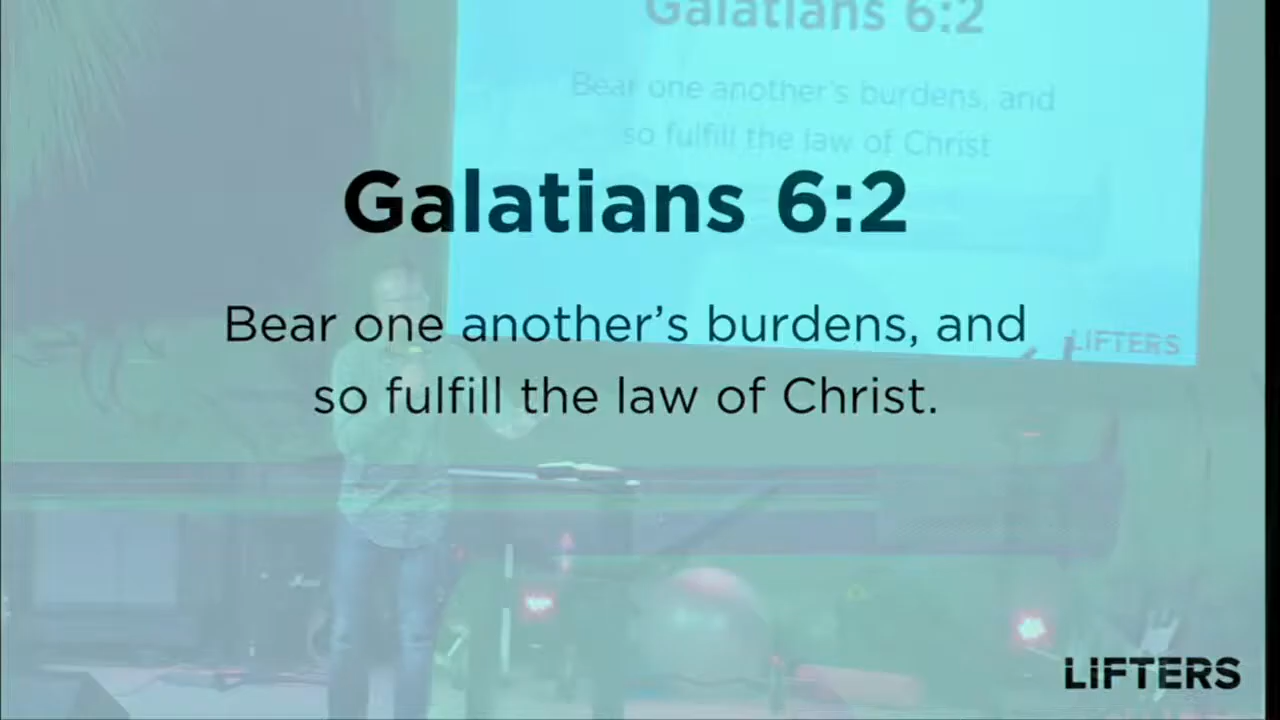 Galatians 6:2
Bear one another's burdens, and
so fulfill the law of Christ
LIFTERS
Galatians 6:2
Bear one another’s burdens, and
so fulfill the law of Christ.
LIFTERS